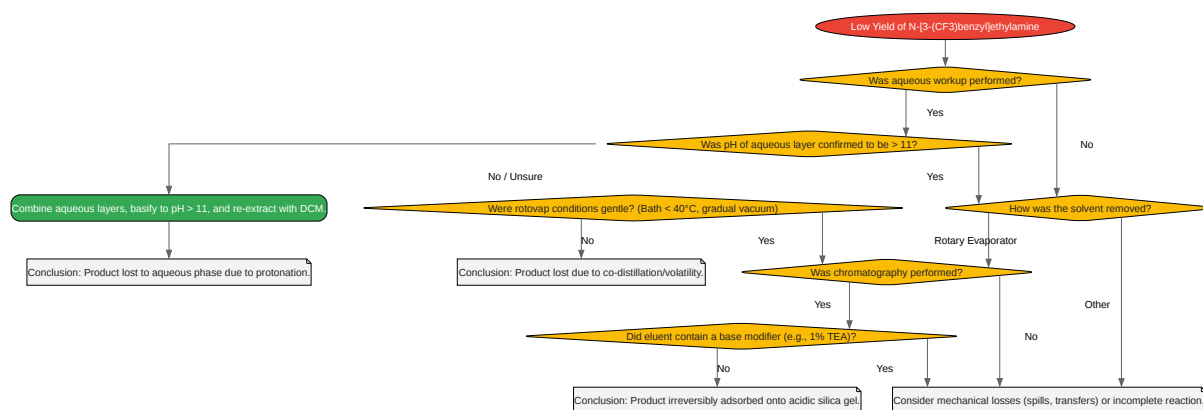 Low Yield of N-[3-(CF3)benzyl]ethylamine
Was aqueous workup performed?
Yes
Was pH of aqueous layer confirmed to be > 11?
No
No / Unsure
Yes
Combine aqueous layers, basify to pH > 11, and re-extract with DCM.
Were rotovap conditions gentle? (Bath < 40°C, gradual vacuum)
How was the solvent removed?
No
Yes
Rotary Evaporator
Conclusion: Product lost to aqueous phase due to protonation.
Conclusion: Product lost due to co-distillation/volatility.
Was chromatography performed?
Yes
Other
Did eluent contain a base modifier (e.g., 1% TEA)?
No
No
Yes
Conclusion: Product irreversibly adsorbed onto acidic silica gel.
Consider mechanical losses (spills, transfers) or incomplete reaction.